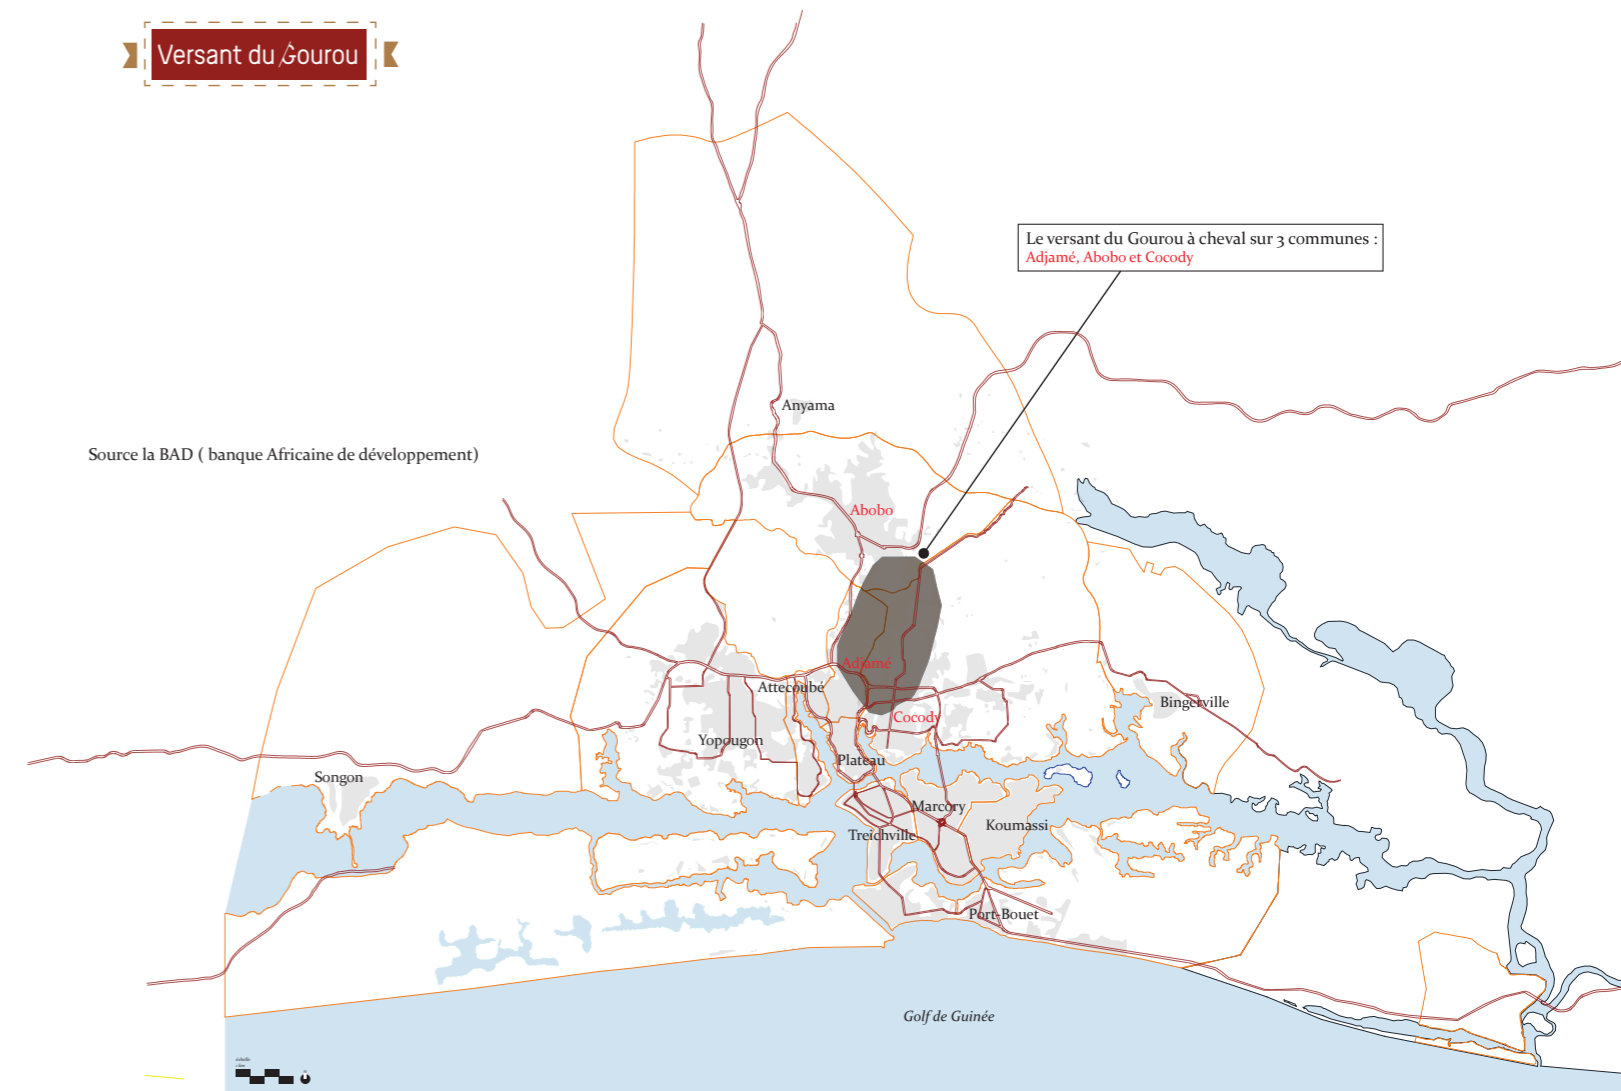 Versant du Gourou
Le versant du Gourou à cheval sur 3 communes :
Adjamé, Abobo et Cocody
Anyama
Source la BAD ( banque Africaine de développement)
Abobo
Adjamé
Attecoubé
Bingerville
Cocody
Yopougon
Plateau
Songon
Marcory
Koumassi
Treichville
Port-Bouet
Golf de Guinée